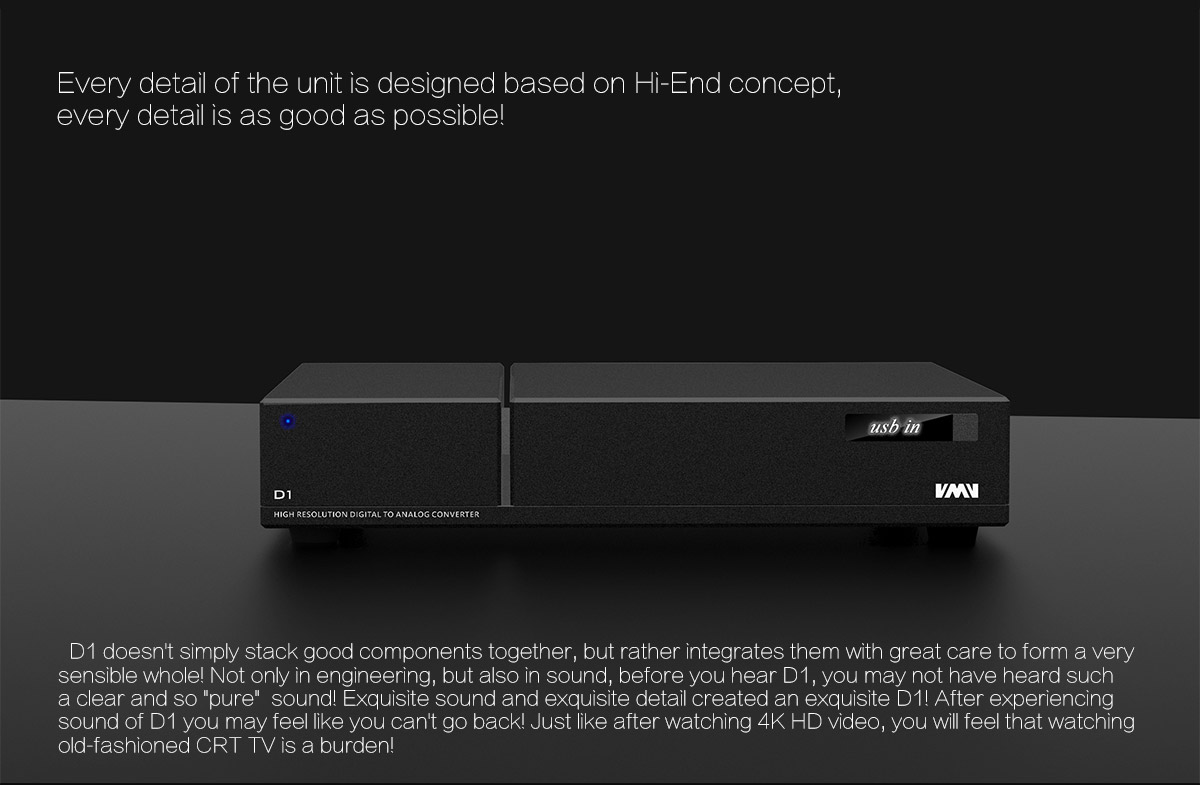 Every detail of the unit is designed based on Hi-End concept,
every detail is as good as possible!
usb in
D1
VMV
HIGH RESOLUTION DIGITAL TO ANALOG CONVERTER
D1 doesn't simply stack good components together, but rather integrates them with great care to form a very
sensible whole! Not only in engineering, but also in sound, before you hear D1, you may not have heard such
a clear and so "pure" sound! Exquisite sound and exquisite detail created an exquisite D1! After experiencing
sound of D1 you may feel like you can't go back! Just like after watching 4K HD video, you will feel that watching
old-fashioned CRT TV is a burden!